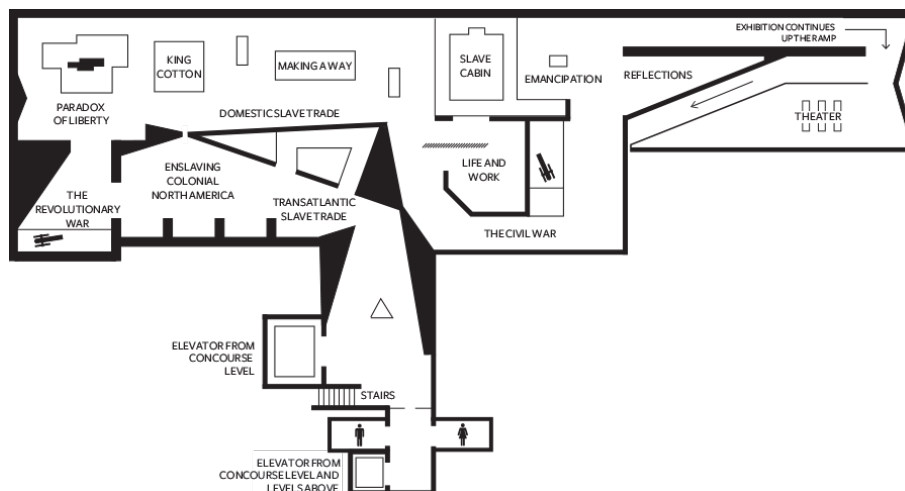 EXHIBITION CONTINUES
UP THE RAMP
KING
COTTON
MAKING A WAY
SLAVE
CABIN
EMANCIPATION
REFLECTIONS
PARADOX
OF LIBERTY
DOMESTIC SLAVE TRADE
THEATER
ENSLAVING
COLONIAL
NORTH AMERICA
LIFE AND
WORK
THE
REVOLUTIONARY
WAR
TRANSATLANTIC
SLAVE TRADE
THE CIVIL WAR
ELEVATOR FROM
CONCOURSE
LEVEL
STAIRS
ELEVATOR FROM
CONCOURSE LEVEL AND
LEVELS ABOVE